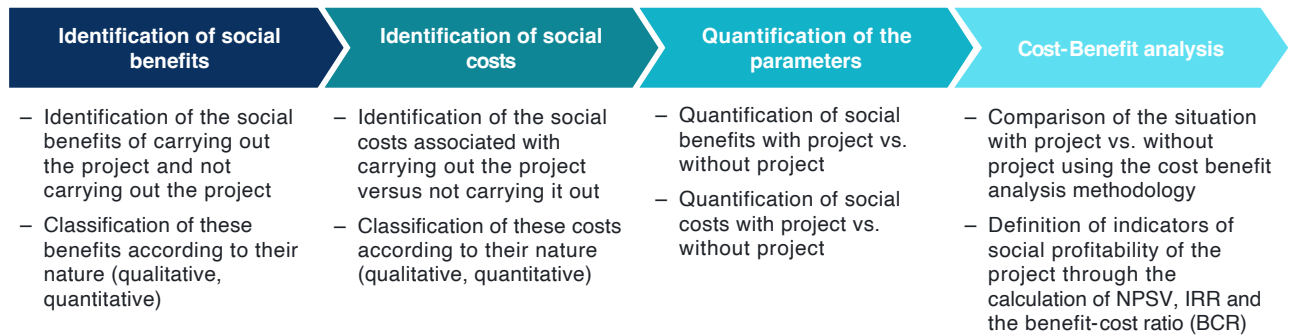 Identification of social
benefits
Identification of social
costs
Quantification of the
parameters
Cost-Benefit analysis
– Identification of the social
benefits of carrying out
the project and not
carrying out the project
– Classification of these
benefits according to their
nature (qualitative,
quantitative)
– Identification of the social
costs associated with
carrying out the project
versus not carrying it out
– Classification of these costs
according to their nature
(qualitative, quantitative)
– Quantification of social
benefits with project vs.
without project
– Quantification of social
costs with project vs.
without project
– Comparison of the situation
with project vs. without
project using the cost benefit
analysis methodology
– Definition of indicators of
social profitability of the
project through the
calculation of NPSV, IRR and
the benefit-cost ratio (BCR)